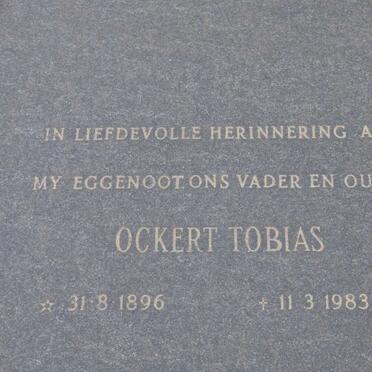 IN LIEFDEVOLLE HERINNERING A
MY EGGENOOT. ONS VADER EN OU
OCKERT TOBIAS
☆ 31·8 1896 ✝ 11 3 1983